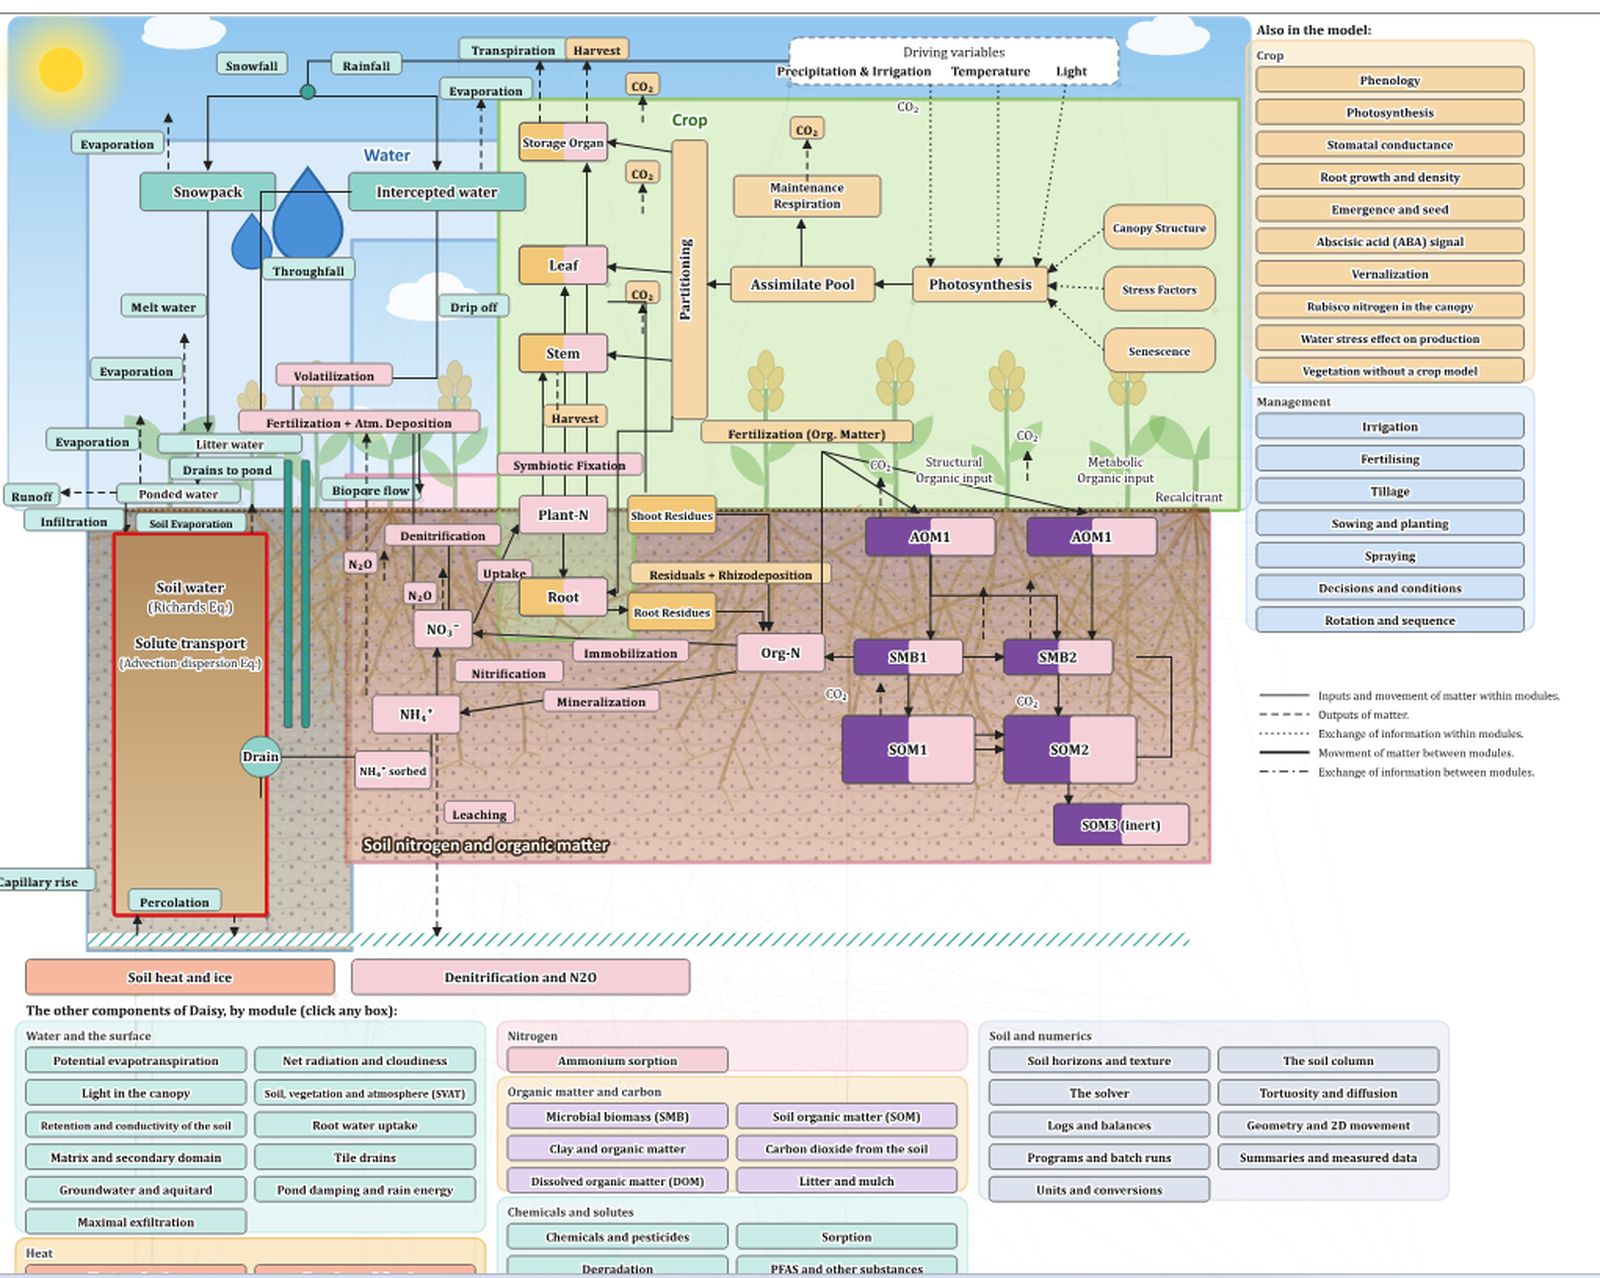 Also in the model:
Driving variables
Precipitation & Irrigation Temperature Light
Transpiration
Harvest
Snowfall
Rainfall
Evaporation
CO₂
CO₂
Crop
CO₂
Storage Organ
Evaporation
Water
Snowpack
Intercepted water
CO₂
Maintenance
Respiration
Canopy Structure
Throughfall
Leaf
Partitioning
Assimilate Pool
Photosynthesis
Stress Factors
CO₂
Melt water
Drip off
Stem
Senescence
Evaporation
Volatilization
Harvest
Fertilization + Atm. Deposition
Fertilization (Org. Matter)
Evaporation
Litter water
CO₂
Symbiotic Fixation
CO₂
Structural
Organic input
Metabolic
Organic input
Recalcitrant
Drains to pond
Runoff
Ponded water
Biopore flow
Infiltration
Soil Evaporation
Plant-N
Shoot Residues
AOM1
AOM1
Denitrification
N₂O
Uptake
Residuals + Rhizodeposition
Soil water
(Richards Eq.)
N₂O
Root
Root Residues
NO₃⁻
Solute transport
(Advection-dispersion Eq.)
Immobilization
Org-N
SMB1
SMB2
Nitrification
Mineralization
CO₂
CO₂
NH₄⁺
Drain
NH₄⁺ sorbed
SOM1
SOM2
Leaching
SOM3 (inert)
Soil nitrogen and organic matter
Capillary rise
Percolation
Crop
Phenology
Photosynthesis
Stomatal conductance
Root growth and density
Emergence and seed
Abscisic acid (ABA) signal
Vernalization
Rubisco nitrogen in the canopy
Water stress effect on production
Vegetation without a crop model
Management
Irrigation
Fertilising
Tillage
Sowing and planting
Spraying
Decisions and conditions
Rotation and sequence
Inputs and movement of matter within modules.
Outputs of matter.
Exchange of information within modules.
Movement of matter between modules.
Exchange of information between modules.
Soil heat and ice
Denitrification and N2O
The other components of Daisy, by module (click any box):
Water and the surface
Potential evapotranspiration
Net radiation and cloudiness
Light in the canopy
Soil, vegetation and atmosphere (SVAT)
Retention and conductivity of the soil
Root water uptake
Matrix and secondary domain
Tile drains
Groundwater and aquitard
Pond damping and rain energy
Maximal exfiltration
Heat
Nitrogen
Ammonium sorption
Organic matter and carbon
Microbial biomass (SMB)
Soil organic matter (SOM)
Clay and organic matter
Carbon dioxide from the soil
Dissolved organic matter (DOM)
Litter and mulch
Chemicals and solutes
Chemicals and pesticides
Sorption
Degradation
PFAS and other substances
Soil and numerics
Soil horizons and texture
The soil column
The solver
Tortuosity and diffusion
Logs and balances
Geometry and 2D movement
Programs and batch runs
Summaries and measured data
Units and conversions